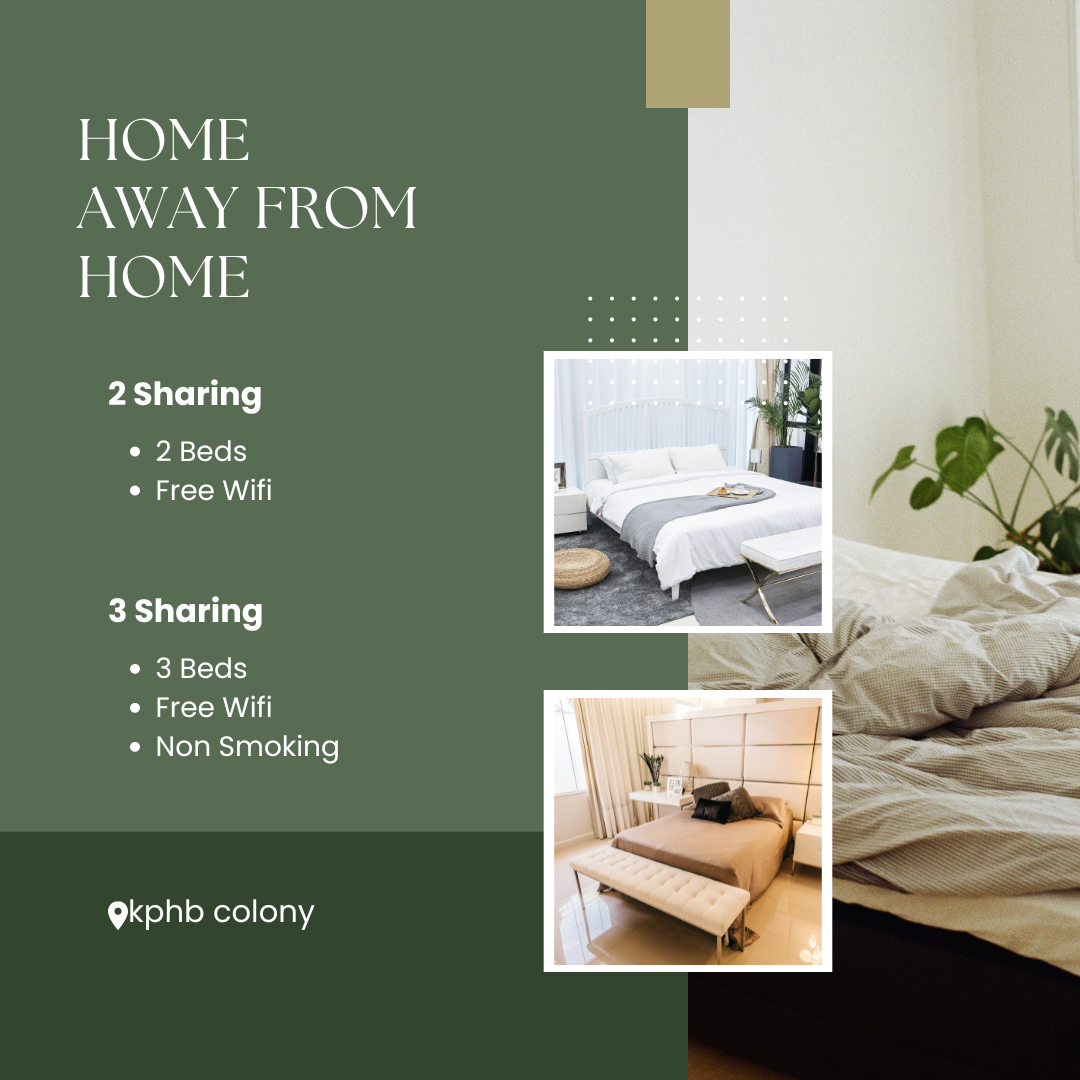 HOME
AWAY FROM
HOME
2 Sharing
• 2 Beds
• Free Wifi
3 Sharing
• 3 Beds
• Free Wifi
• Non Smoking
kphb colony